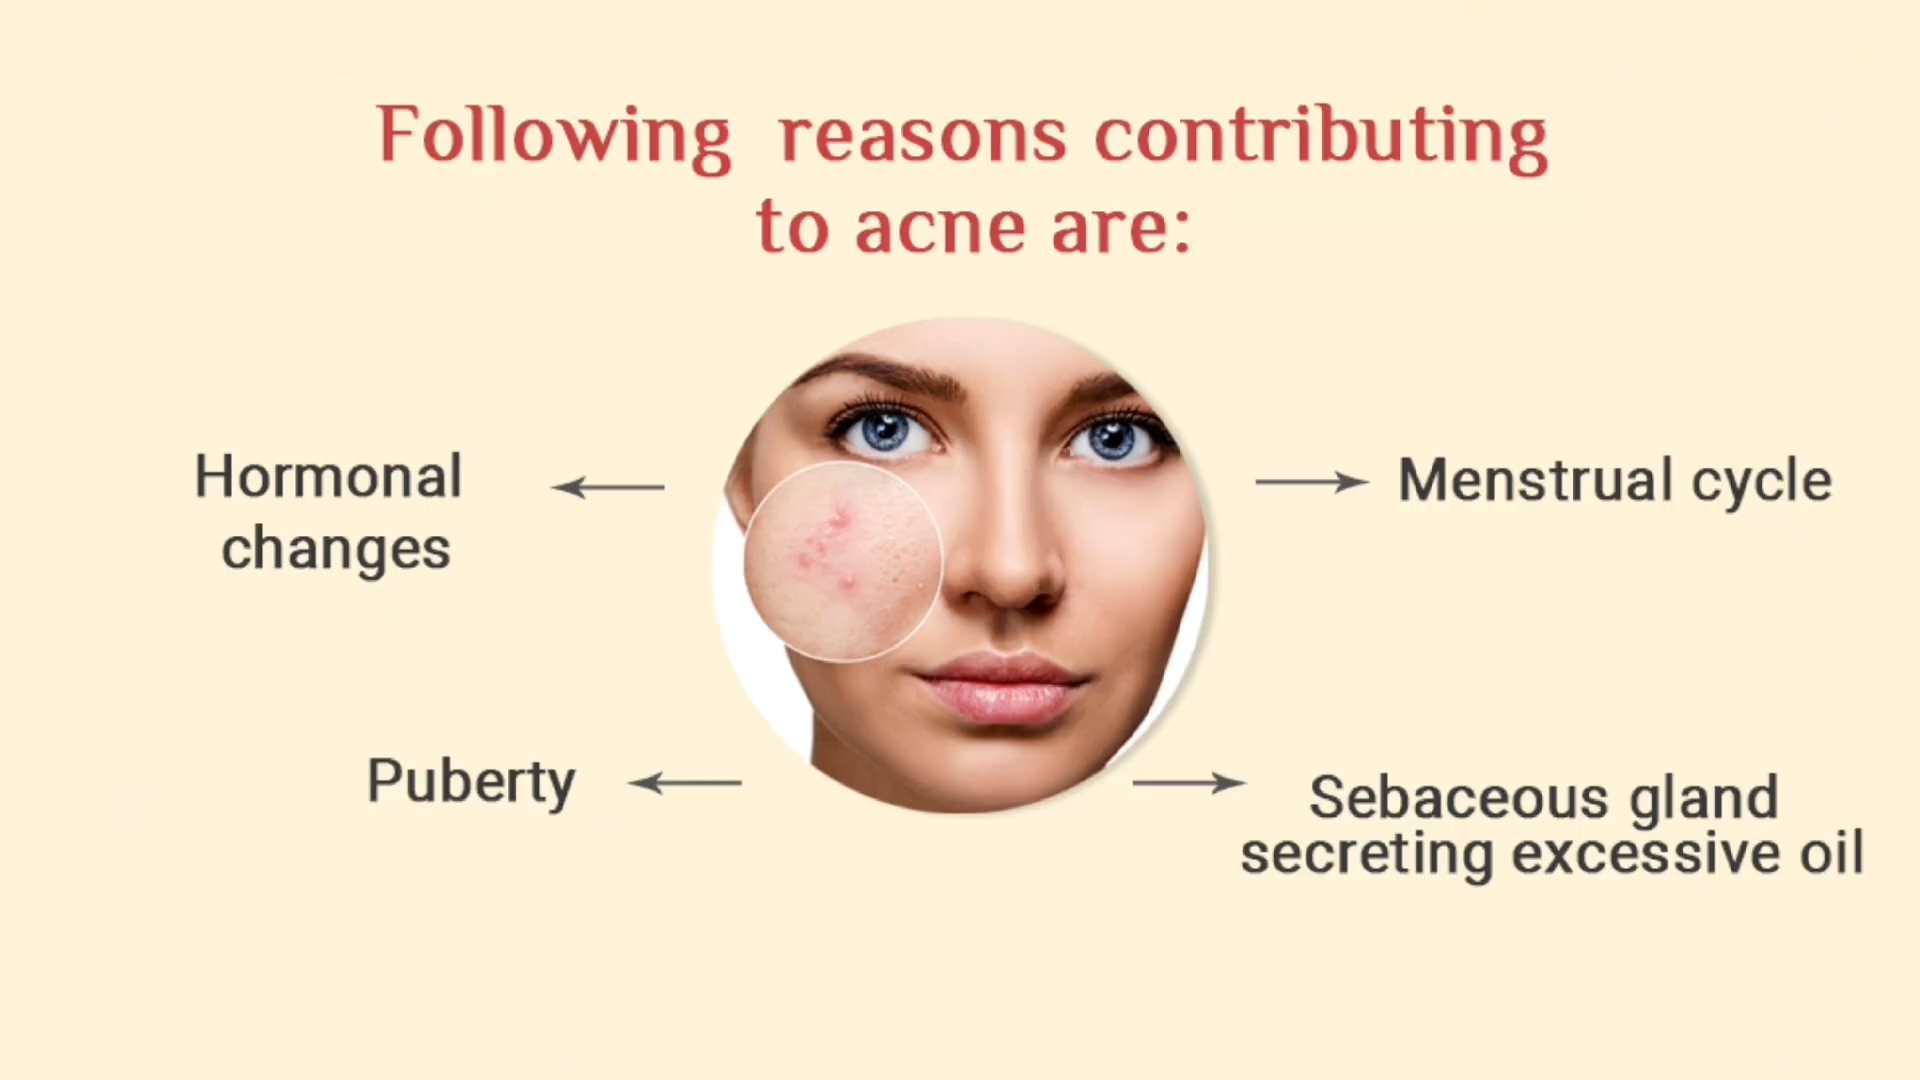 Following reasons contributing
to acne are:
Hormonal
changes
Menstrual cycle
Puberty
Sebaceous gland
secreting excessive oil